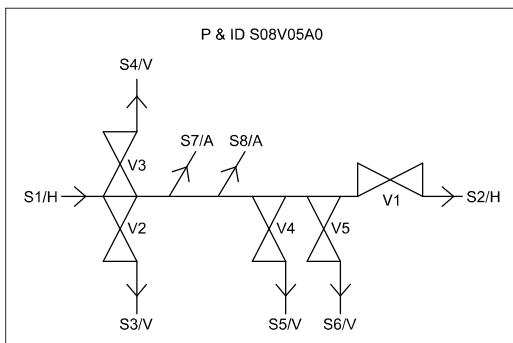 P & ID S08V05A0
S4/V
S7/A
S8/A
V3
S1/H
S2/H
V1
V2
V4
V5
S3/V
S5/V
S6/V